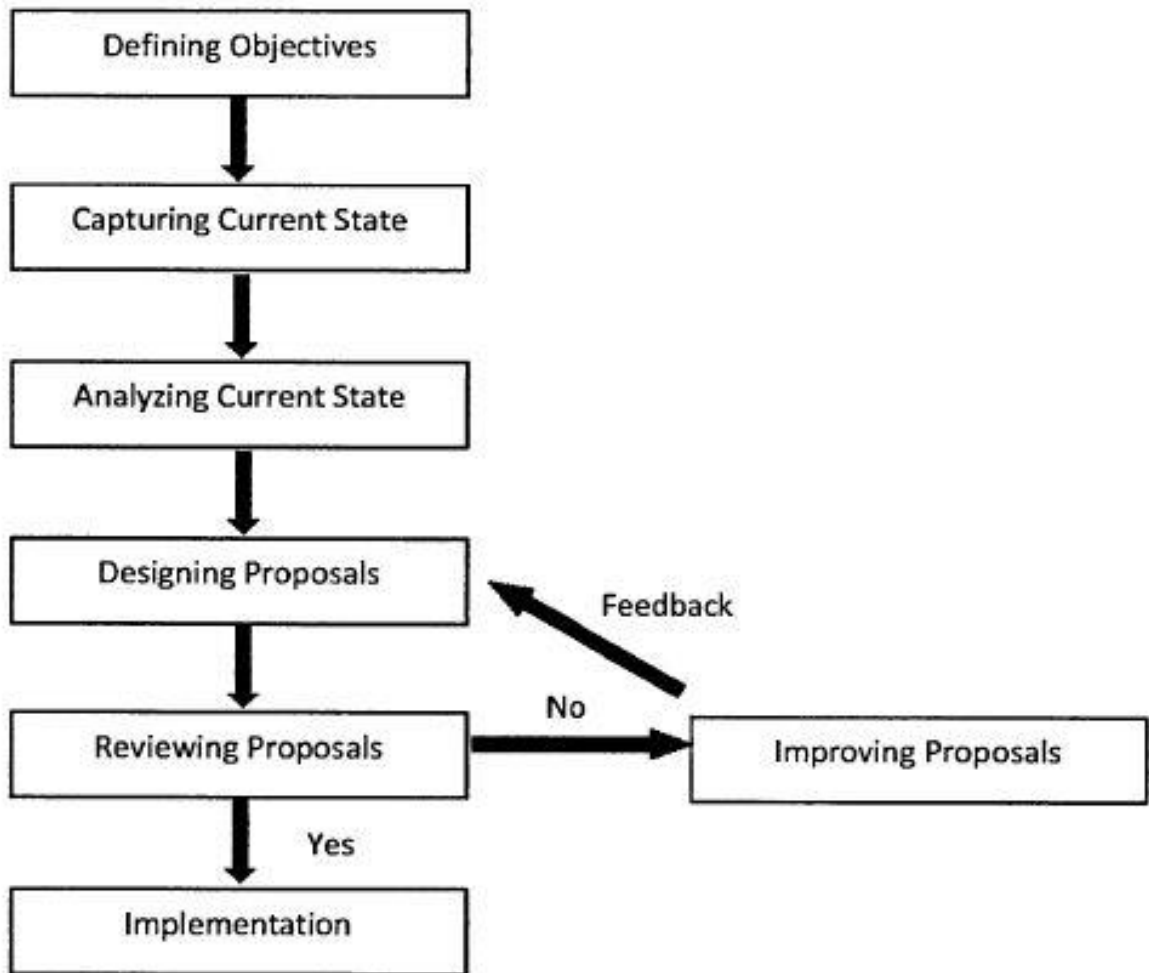 Defining Objectives
Capturing Current State
Analyzing Current State
Designing Proposals
Feedback
No
Reviewing Proposals
Improving Proposals
Yes
Implementation